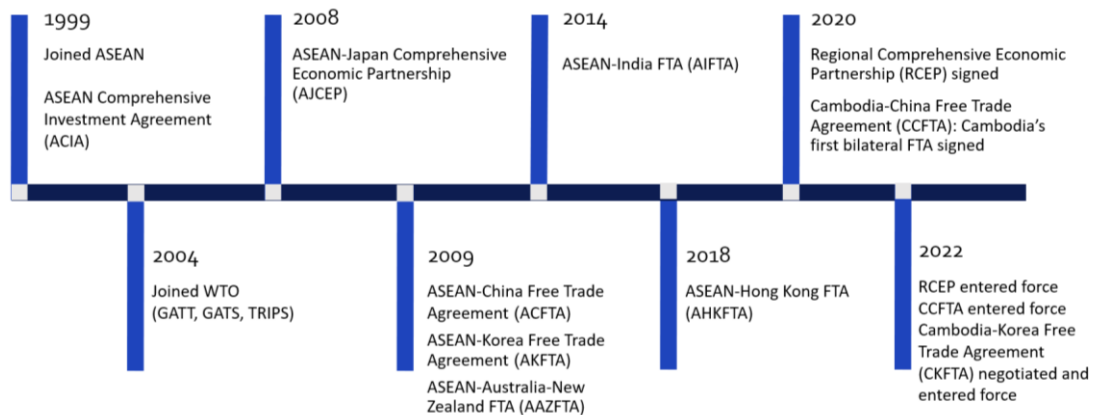 1999
Joined ASEAN
ASEAN Comprehensive
Investment Agreement
(ACIA)
2004
Joined WTO
(GATT, GATS, TRIPS)
2008
ASEAN-Japan Comprehensive
Economic Partnership
(AJCEP)
2009
ASEAN-China Free Trade
Agreement (ACFTA)
ASEAN-Korea Free Trade
Agreement (AKFTA)
ASEAN-Australia-New
Zealand FTA (AAZFTA)
2014
ASEAN-India FTA (AIFTA)
2018
ASEAN-Hong Kong FTA
(AHKFTA)
2020
Regional Comprehensive Economic
Partnership (RCEP) signed
Cambodia-China Free Trade
Agreement (CCFTA): Cambodia’s
first bilateral FTA signed
2022
RCEP entered force
CCFTA entered force
Cambodia-Korea Free
Trade Agreement
(CKFTA) negotiated and
entered force